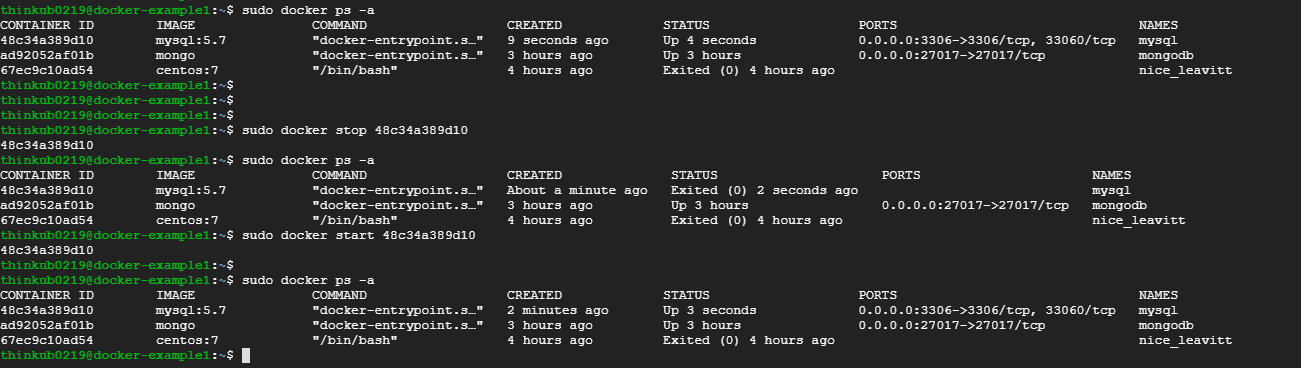 thinkub0219@docker-example1:~$ sudo docker ps -a
CONTAINER ID IMAGE COMMAND CREATED STATUS PORTS NAMES
48c34a389d10 mysql:5.7 "docker-entrypoint.s…" 9 seconds ago Up 4 seconds 0.0.0.0:3306->3306/tcp, 33060/tcp mysql
ad92052af01b mongo "docker-entrypoint.s…" 3 hours ago Up 3 hours 0.0.0.0:27017->27017/tcp mongodb
67ec9c10ad54 centos:7 "/bin/bash" 4 hours ago Exited (0) 4 hours ago nice_leavitt
thinkub0219@docker-example1:~$
thinkub0219@docker-example1:~$
thinkub0219@docker-example1:~$
thinkub0219@docker-example1:~$ sudo docker stop 48c34a389d10
48c34a389d10
thinkub0219@docker-example1:~$ sudo docker ps -a
CONTAINER ID IMAGE COMMAND CREATED STATUS PORTS NAMES
48c34a389d10 mysql:5.7 "docker-entrypoint.s…" About a minute ago Exited (0) 2 seconds ago mysql
ad92052af01b mongo "docker-entrypoint.s…" 3 hours ago Up 3 hours 0.0.0.0:27017->27017/tcp mongodb
67ec9c10ad54 centos:7 "/bin/bash" 4 hours ago Exited (0) 4 hours ago nice_leavitt
thinkub0219@docker-example1:~$ sudo docker start 48c34a389d10
48c34a389d10
thinkub0219@docker-example1:~$
thinkub0219@docker-example1:~$ sudo docker ps -a
CONTAINER ID IMAGE COMMAND CREATED STATUS PORTS NAMES
48c34a389d10 mysql:5.7 "docker-entrypoint.s…" 2 minutes ago Up 3 seconds 0.0.0.0:3306->3306/tcp, 33060/tcp mysql
ad92052af01b mongo "docker-entrypoint.s…" 3 hours ago Up 3 hours 0.0.0.0:27017->27017/tcp mongodb
67ec9c10ad54 centos:7 "/bin/bash" 4 hours ago Exited (0) 4 hours ago nice_leavitt
thinkub0219@docker-example1:~$